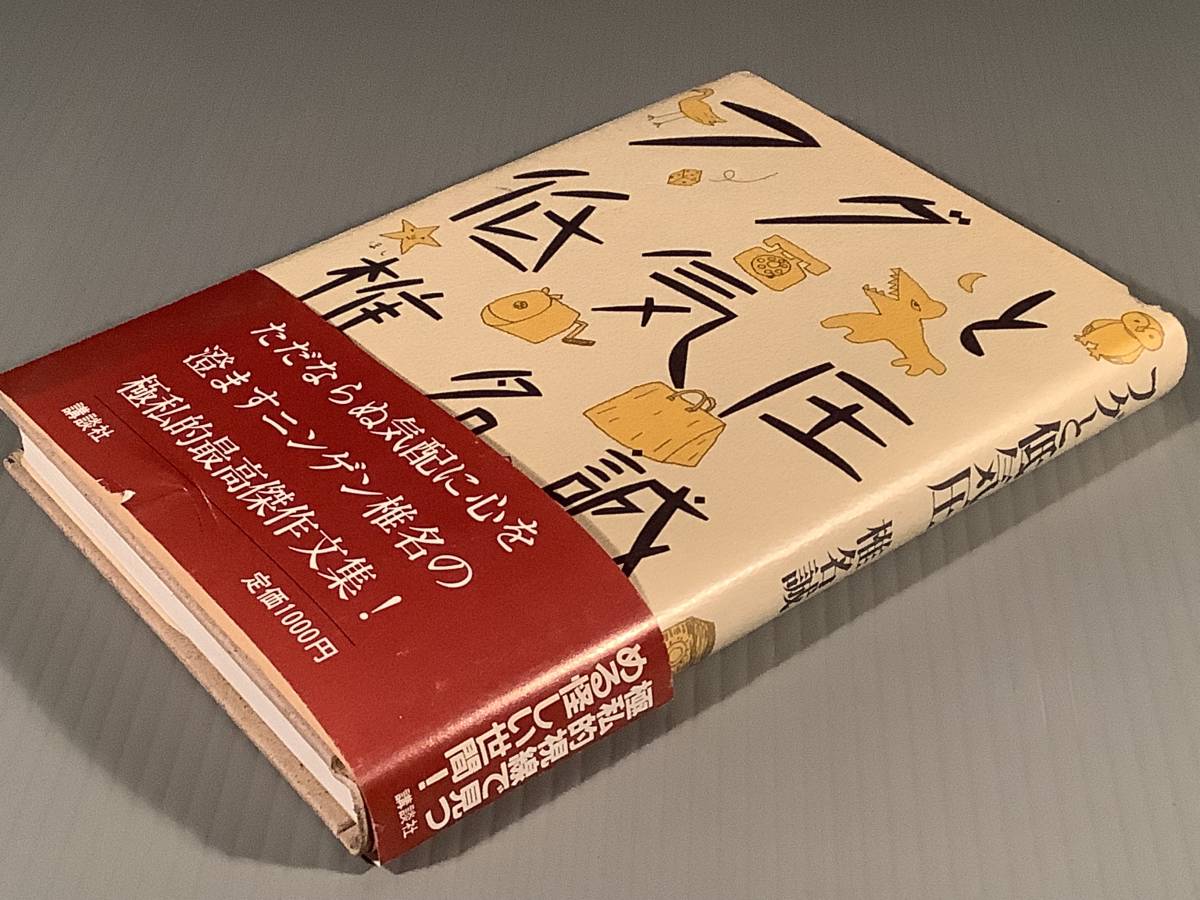 フグと
低気圧
椎名誠
ほし
ただならぬ気配に心を
澄ますニンゲン椎名の
極私的最高傑作文集!
講談社
定価1000円
フグと低気圧
椎名誠
極私的視線で見つ
める怪しい世間!
講談社